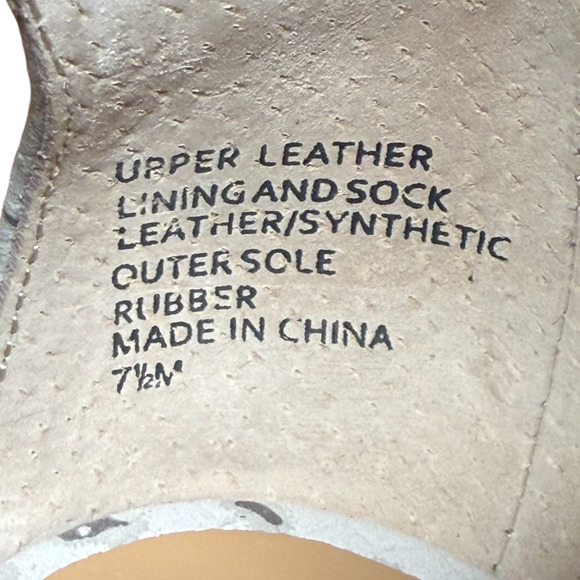 UPPER LEATHER
LINING AND SOCK
LEATHER/SYNTHETIC
OUTER SOLE
RUBBER
MADE IN CHINA
7½M